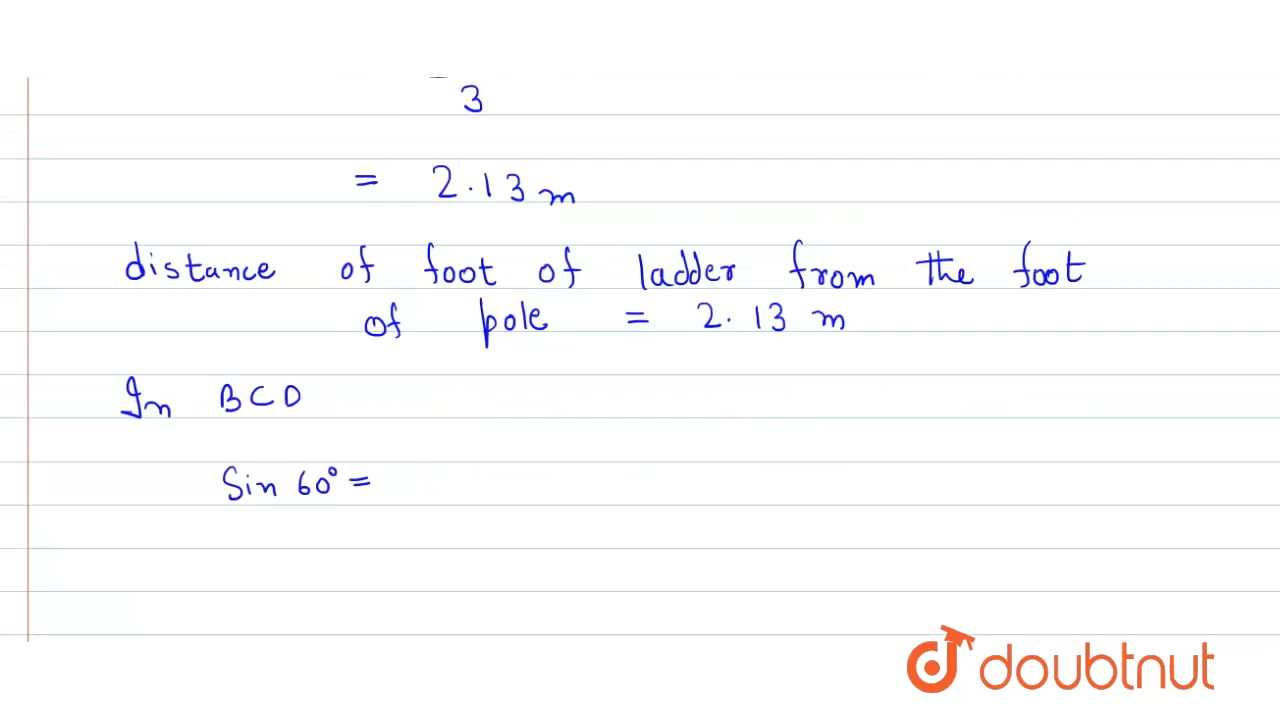 3
= 2.13 m
distance of foot of ladder from the foot
of pole = 2.13 m
In BCD
Sin 60° =
doubtnut